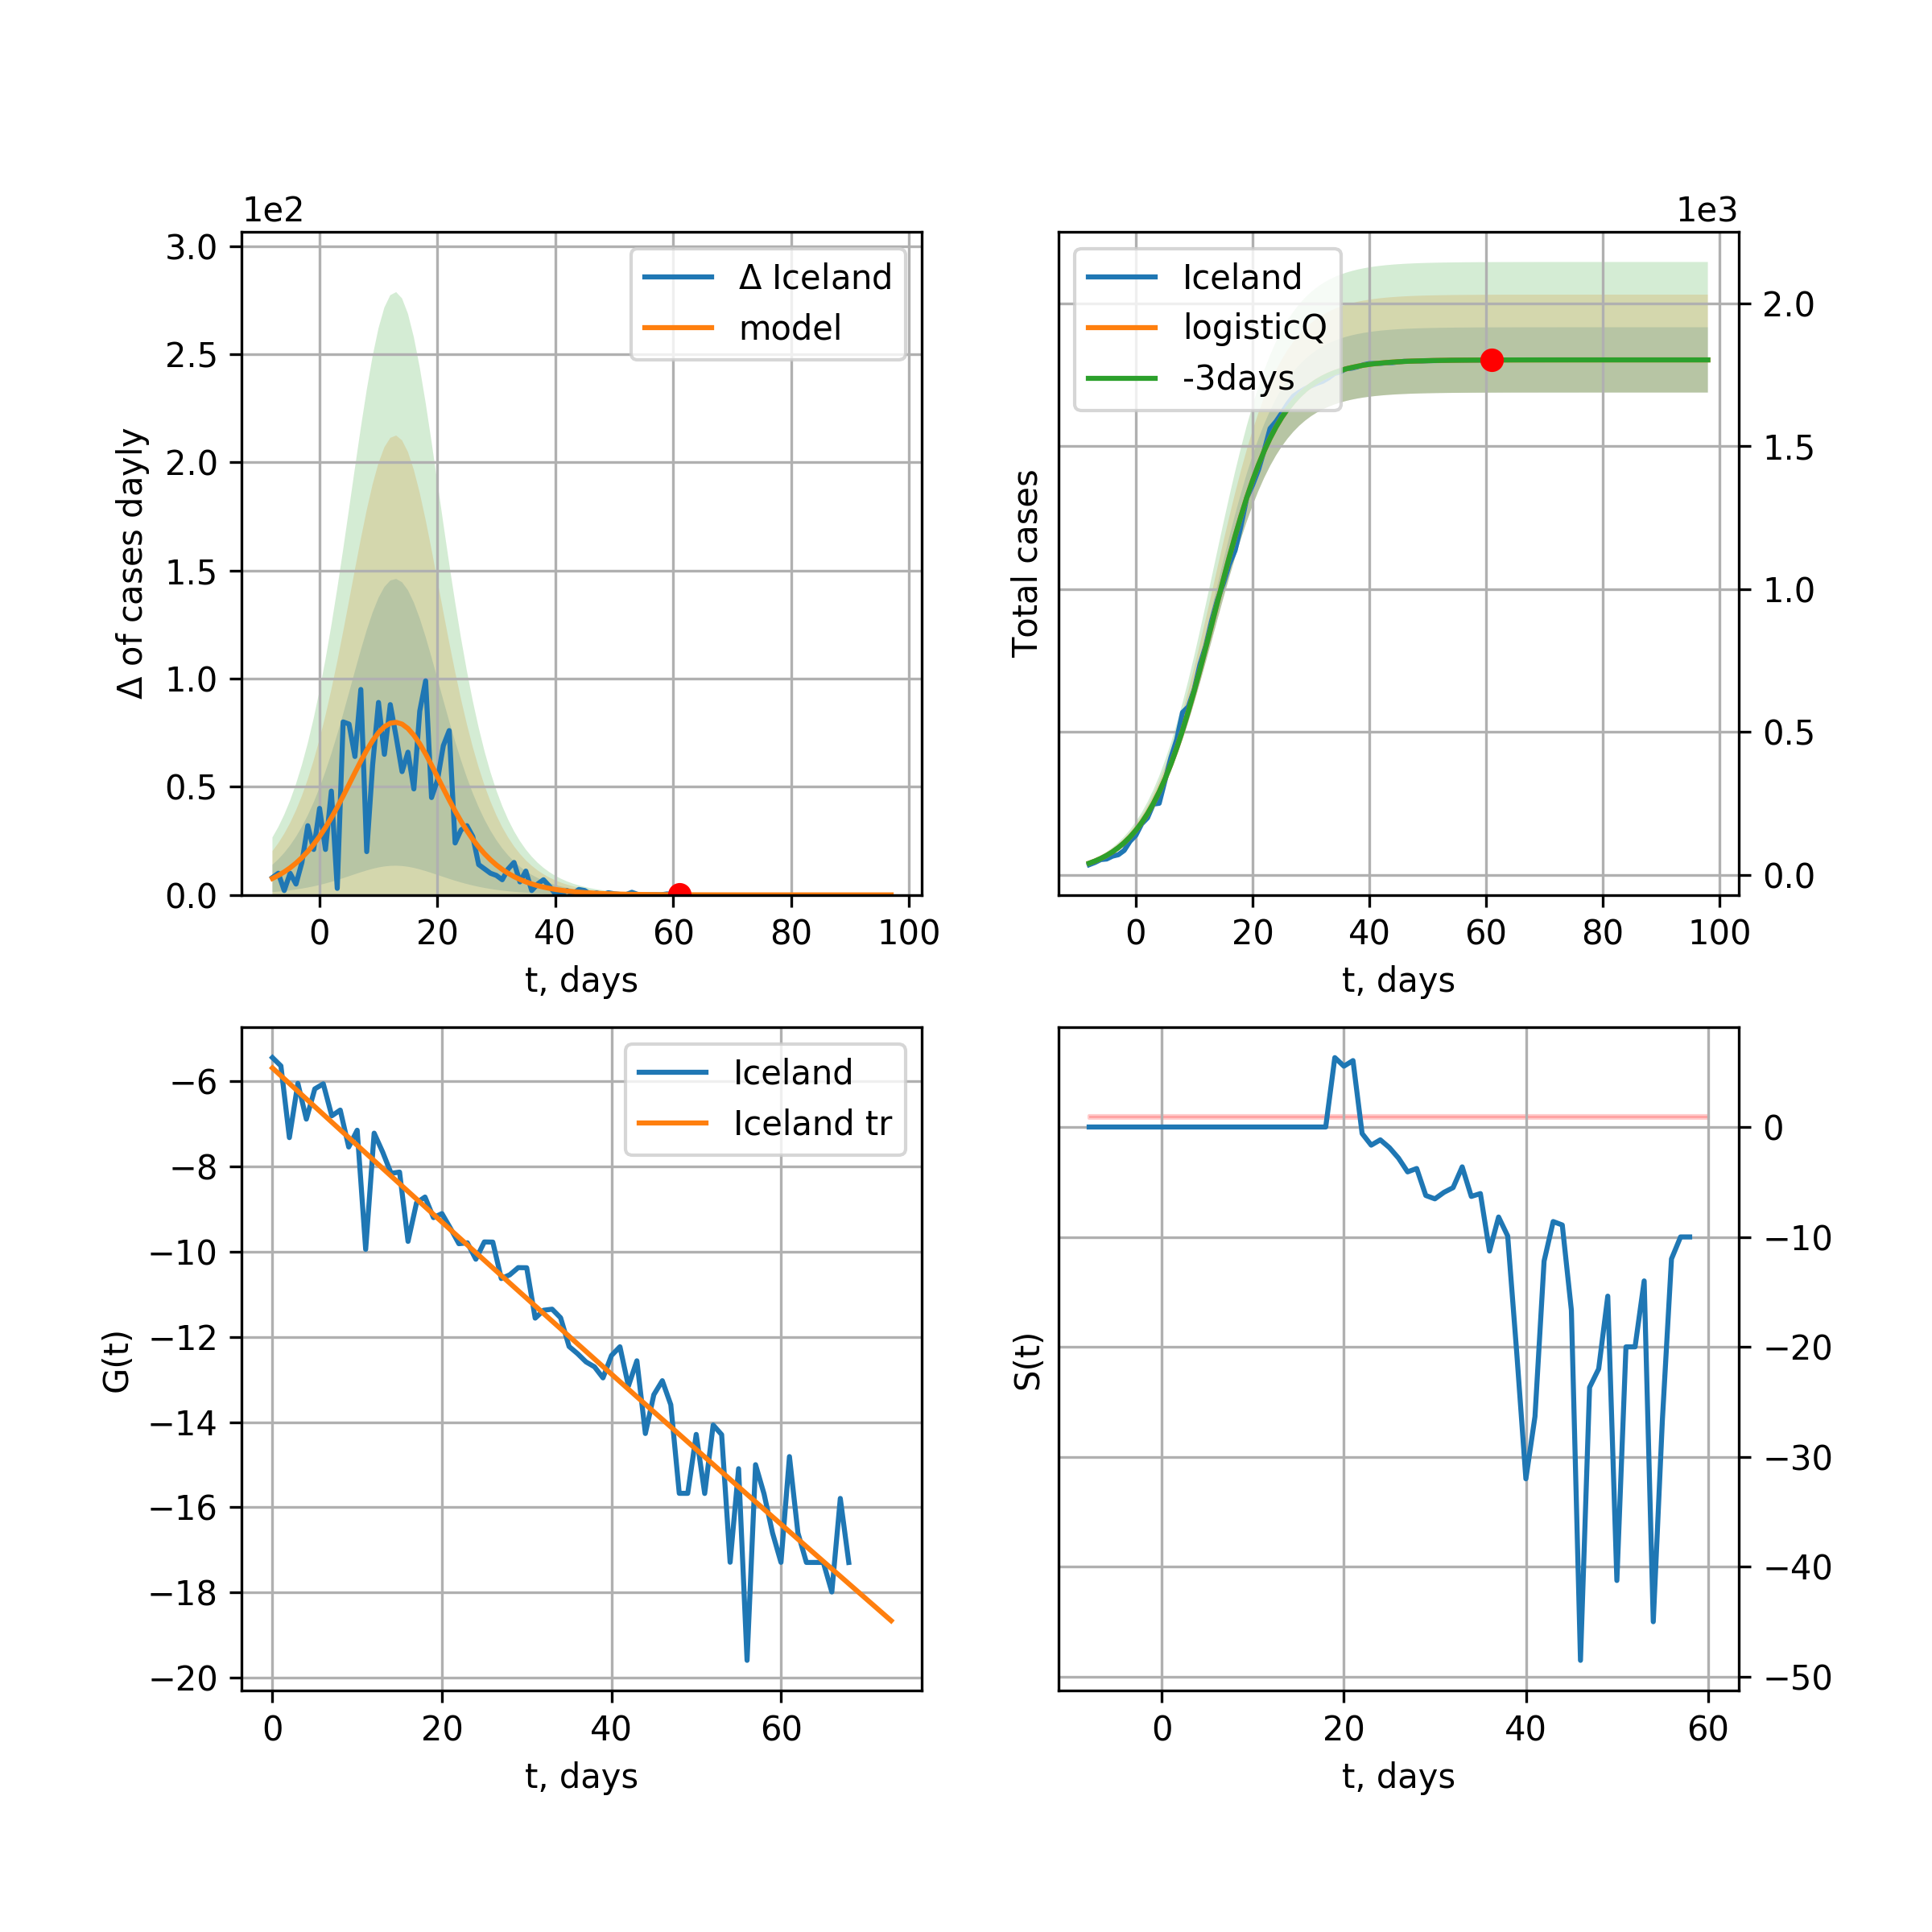 1e2
3.0
2.5
2.0
1.5
1.0
0.5
0.0
Δ of cases dayly
Δ Iceland
model
0 20 40 60 80 100
t, days
1e3
Total cases
Iceland
logisticQ
-3days
2.0
1.5
1.0
0.5
0.0
0 20 40 60 80 100
t, days
G(t)
−6
−8
−10
−12
−14
−16
−18
−20
Iceland
Iceland tr
0 20 40 60
t, days
S(t)
0
−10
−20
−30
−40
−50
0 20 40 60
t, days